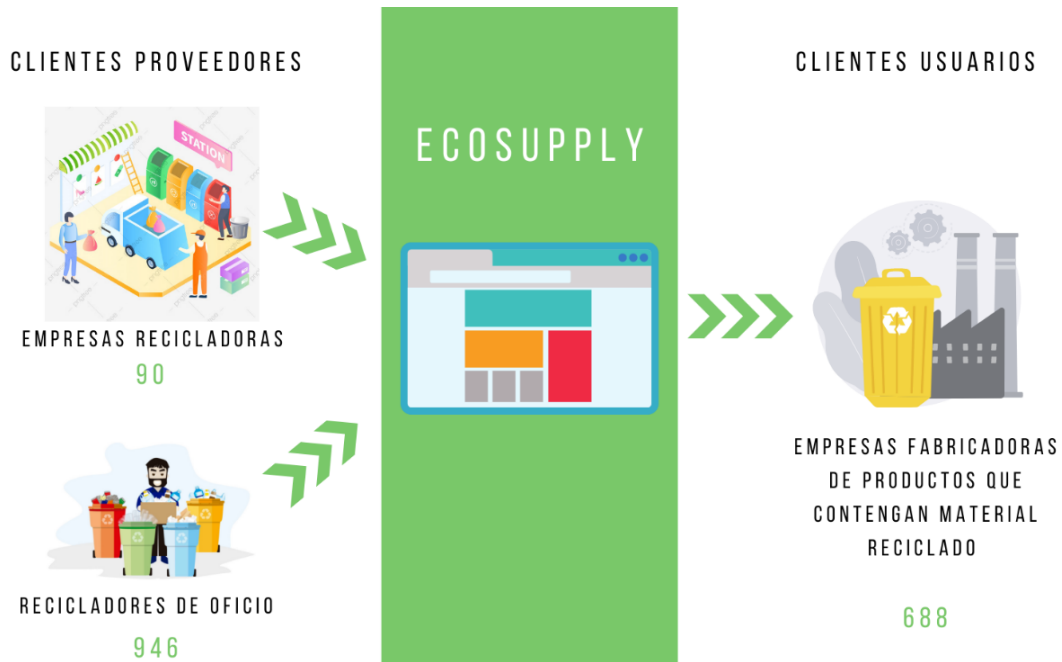 CLIENTES PROVEEDORES
STATION
EMPRESAS RECICLADORAS
90
RECICLADORES DE OFICIO
946
ECOSUPPLY
CLIENTES USUARIOS
EMPRESAS FABRICADORAS
DE PRODUCTOS QUE
CONTENGAN MATERIAL
RECICLADO
688